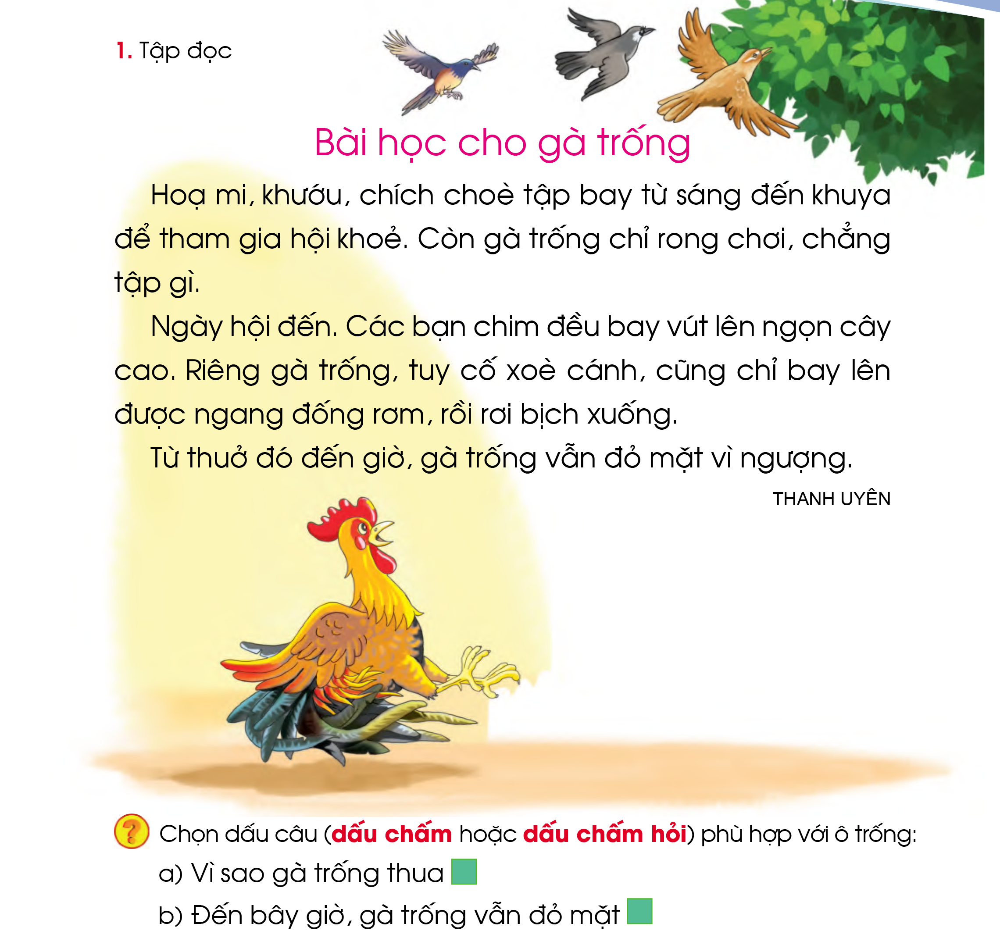 1. Tập đọc
Bài học cho gà trống
Hoạ mi, khướu, chích choè tập bay từ sáng đến khuya
để tham gia hội khoẻ. Còn gà trống chỉ rong chơi, chẳng
tập gì.
Ngày hội đến. Các bạn chim đều bay vút lên ngọn cây
cao. Riêng gà trống, tuy cố xoè cánh, cũng chỉ bay lên
được ngang đống rơm, rồi rơi bịch xuống.
Từ thuở đó đến giờ, gà trống vẫn đỏ mặt vì ngượng.
THANH UYÊN
? Chọn dấu câu (dấu chấm hoặc dấu chấm hỏi) phù hợp với ô trống:
a) Vì sao gà trống thua
b) Đến bây giờ, gà trống vẫn đỏ mặt